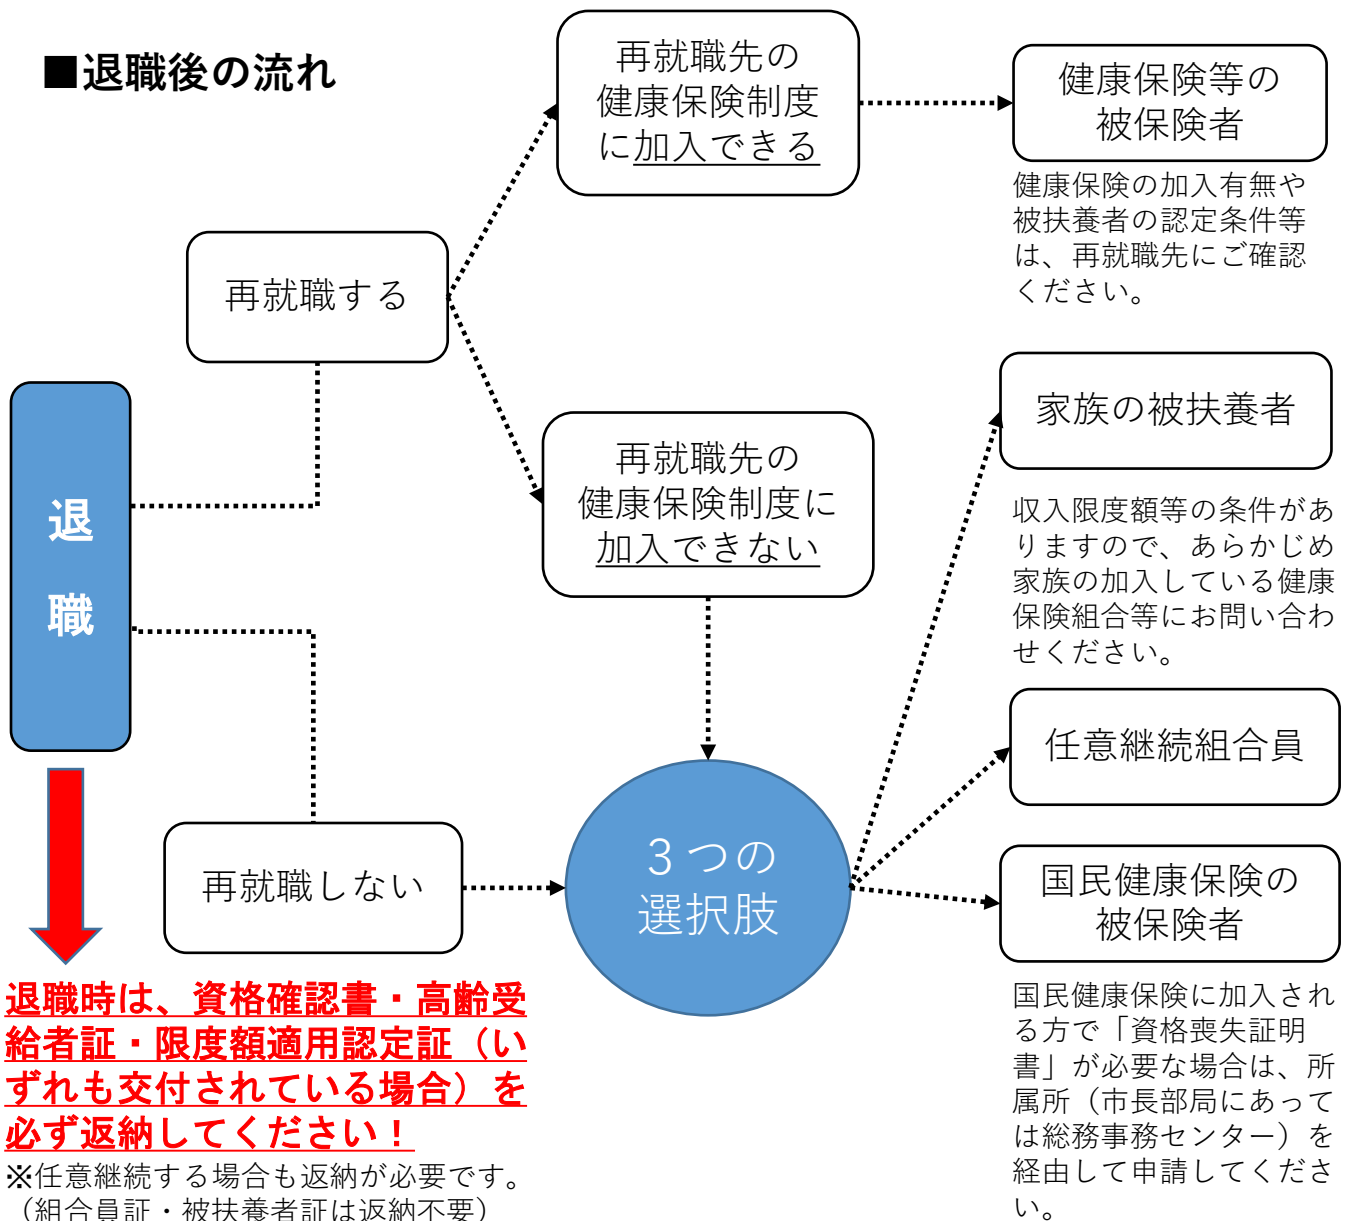 ■退職後の流れ
再就職先の
健康保険制度
に加入できる
健康保険等の
被保険者
健康保険の加入有無や
被扶養者の認定条件等
は、再就職先にご確認
ください。
再就職する
退
職
再就職先の
健康保険制度に
加入できない
家族の被扶養者
収入限度額等の条件があ
りますので、あらかじめ
家族の加入している健康
保険組合等にお問い合わ
せください。
任意継続組合員
再就職しない
３つの
選択肢
国民健康保険の
被保険者
国民健康保険に加入され
る方で「資格喪失証明
書」が必要な場合は、所
属所（市長部局にあって
は総務事務センター）を
経由して申請してくださ
い。
退職時は、資格確認書・高齢受
給者証・限度額適用認定証（い
ずれも交付されている場合）を
必ず返納してください！
※任意継続する場合も返納が必要です。
（組合員証・被扶養者証は返納不要）